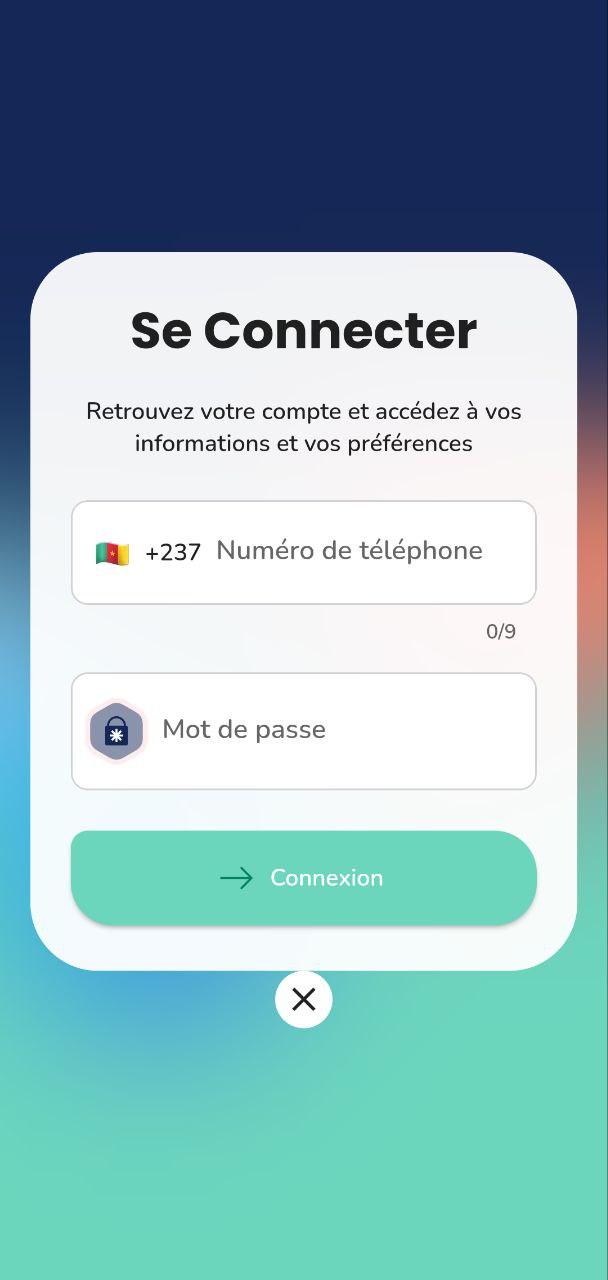 Se Connecter
Retrouvez votre compte et accédez à vos
informations et vos préférences
+237 Numéro de téléphone
0/9
Mot de passe
Connexion